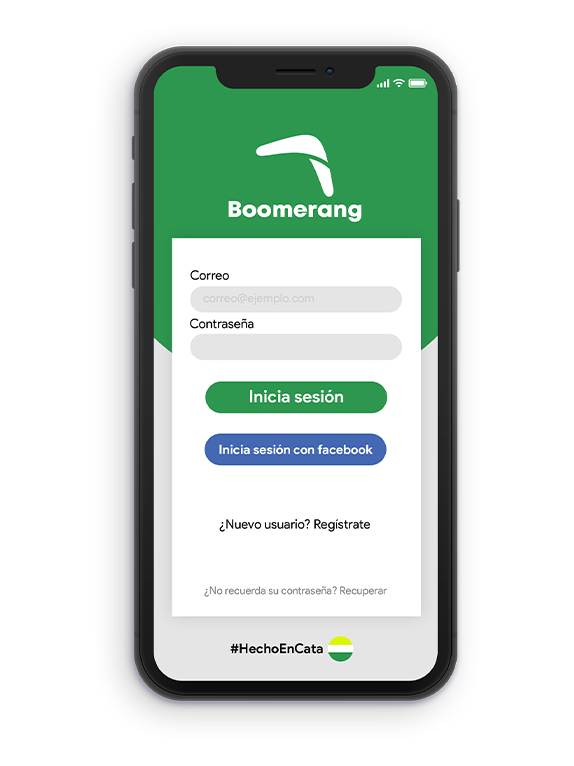 Boomerang
Correo
correo@ejemplo.com
Contraseña
Inicia sesión
Inicia sesión con facebook
¿Nuevo usuario? Regístrate
¿No recuerda su contraseña? Recuperar
#HechoEnCata